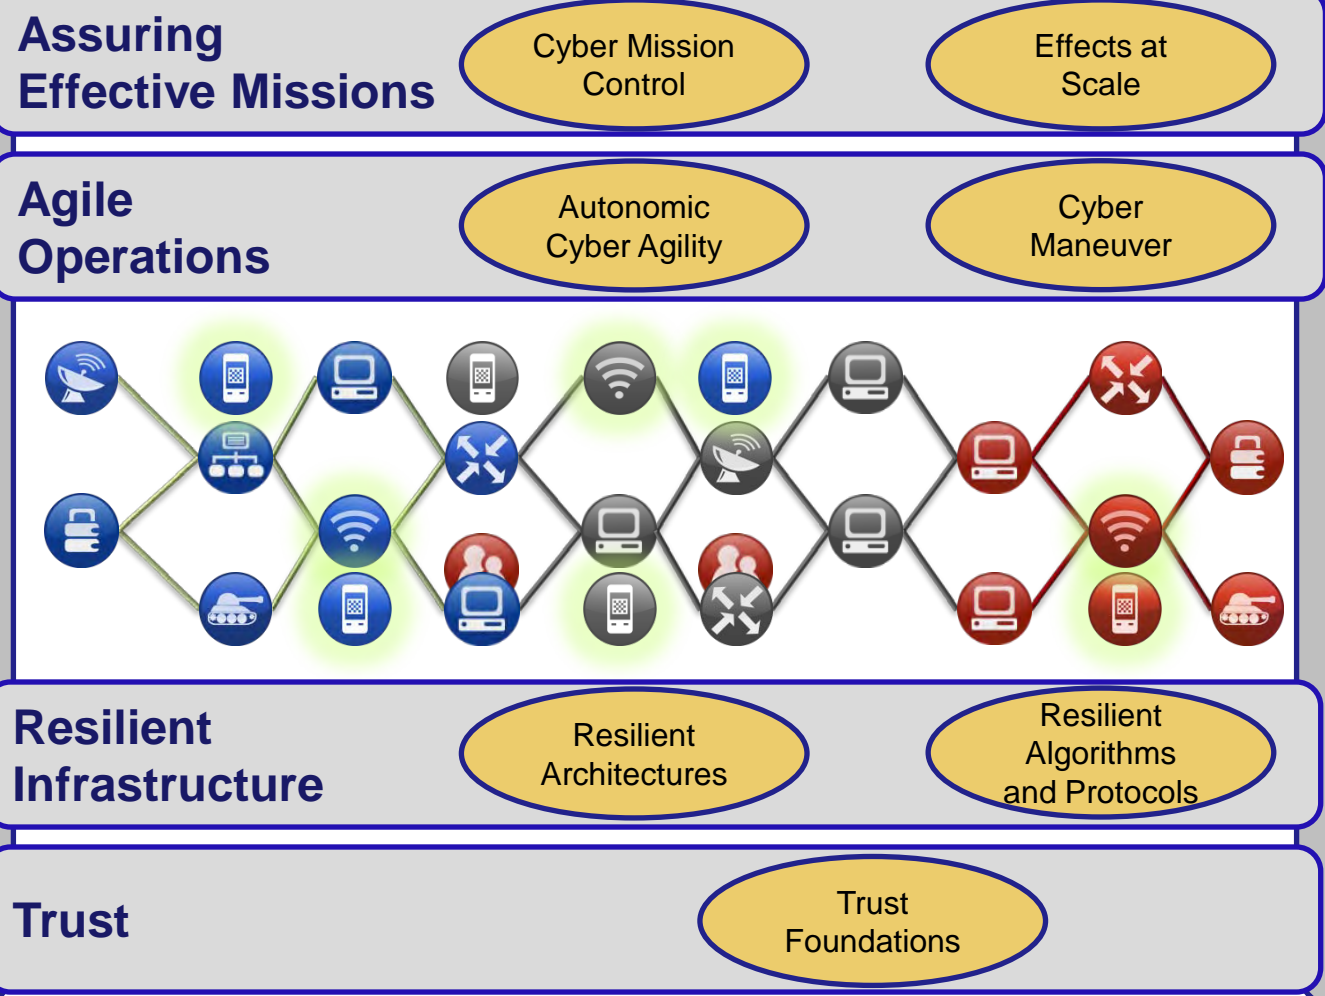 Assuring
Effective Missions
Cyber Mission
Control
Effects at
Scale
Agile
Operations
Autonomic
Cyber Agility
Cyber
Maneuver
Resilient
Infrastructure
Resilient
Architectures
Resilient
Algorithms
and Protocols
Trust
Trust
Foundations